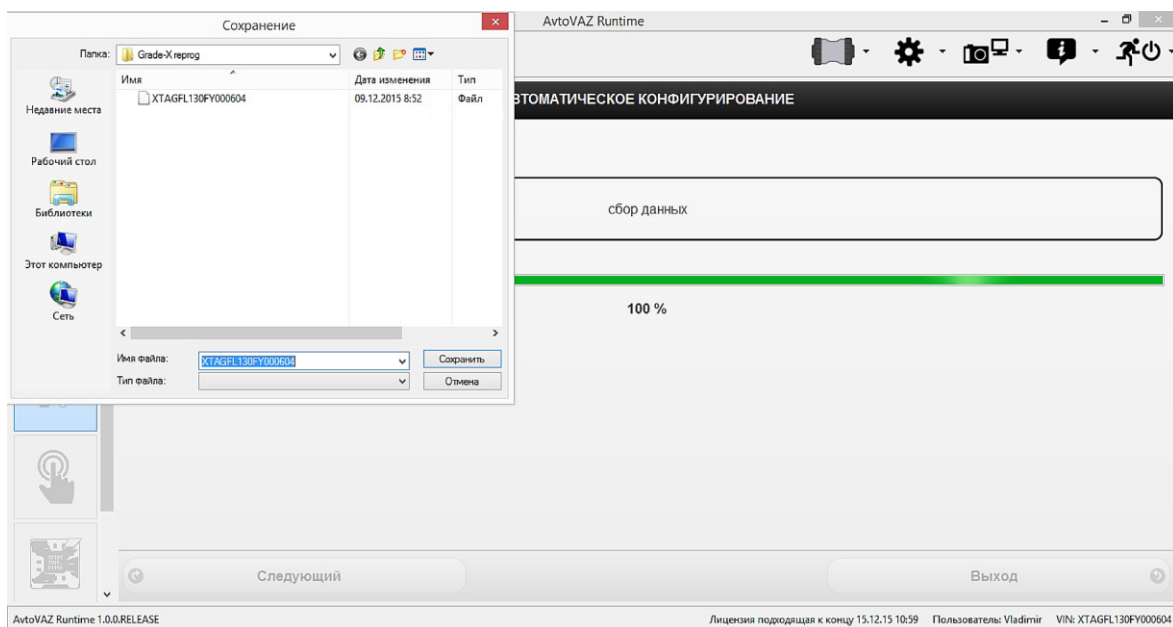 Сохранение
AvtoVAZ Runtime
Папка: Grade-X reprog
Имя Дата изменения Тип
XTAGFL130FY000604 09.12.2015 8:52 Файл
Недавние места
Рабочий стол
Библиотеки
Этот компьютер
Сеть
Имя файла: XTAGFL130FY000604 Сохранить
Тип файла: Отмена
ВТОМАТИЧЕСКОЕ КОНФИГУРИРОВАНИЕ
сбор данных
100 %
Следующий Выход
AvtoVAZ Runtime 1.0.0.RELEASE Лицензия подходящая к концу 15.12.15 10:59 Пользователь: Vladimir VIN: XTAGFL130FY000604